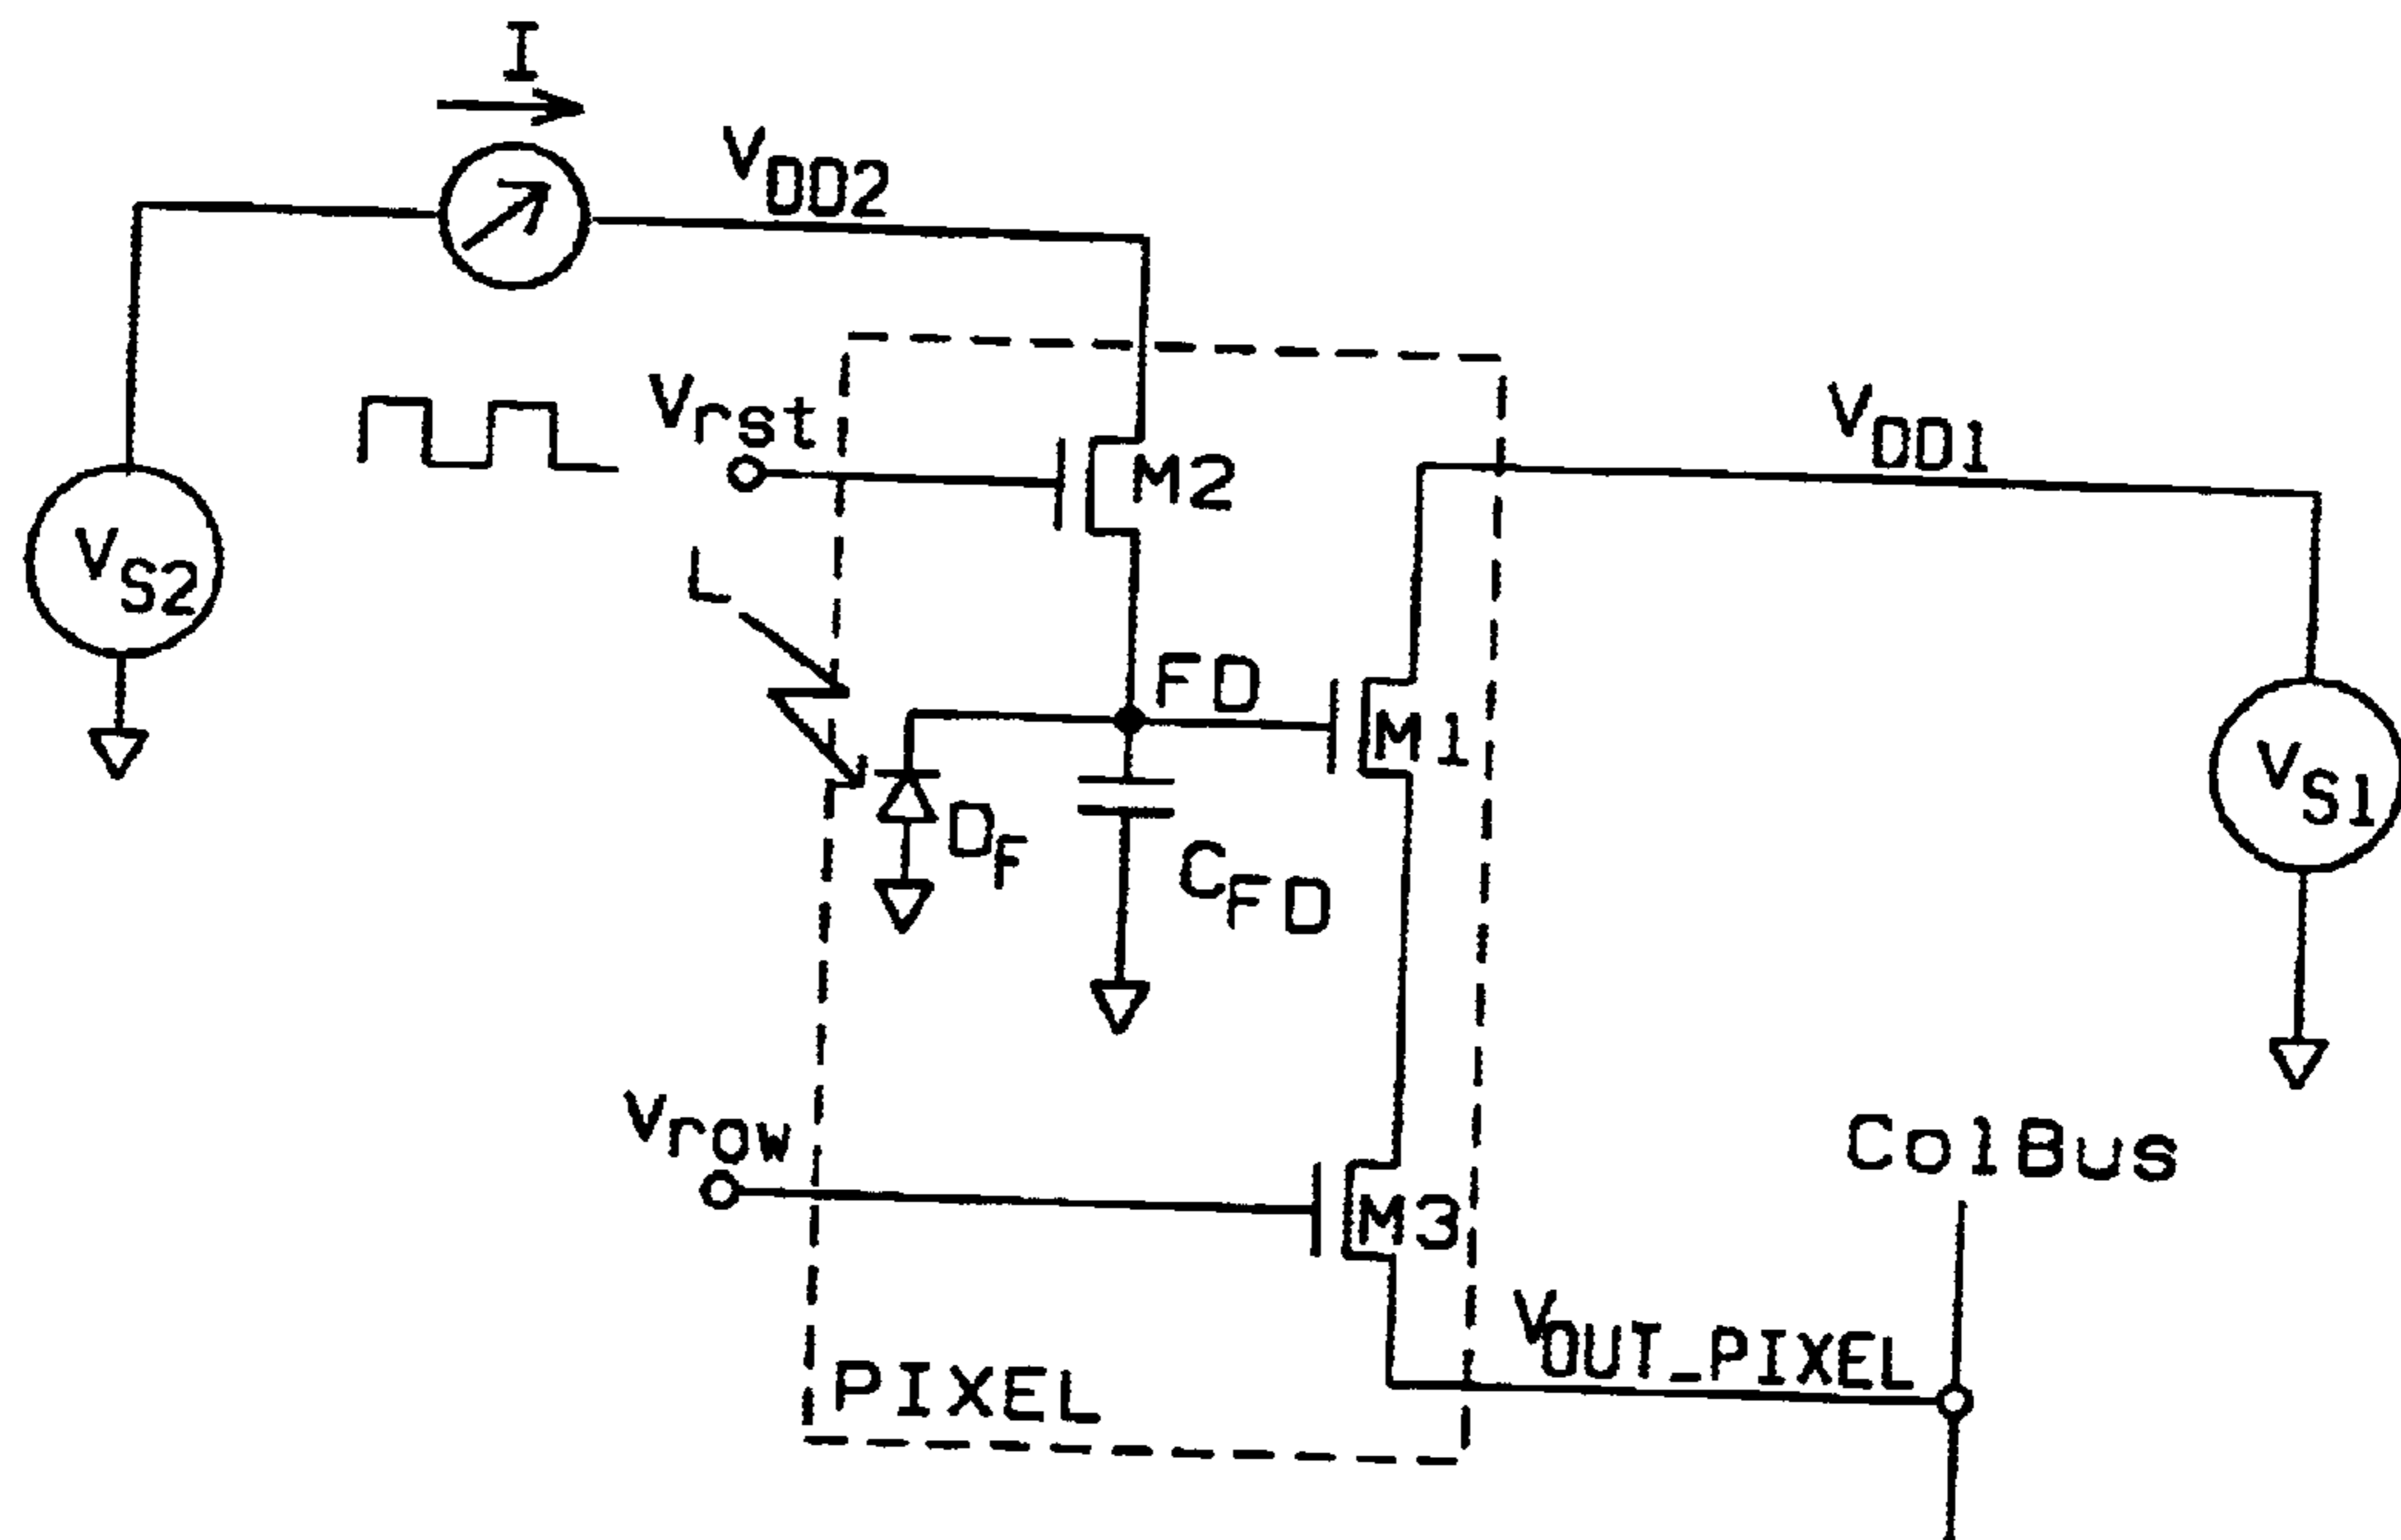 I
VDD2
Vrst
M2
VDD1
VS2
L
FD
M1
VS1
DF
CFD
Vrow
M3
ColBus
VOUT_PIXEL
PIXEL